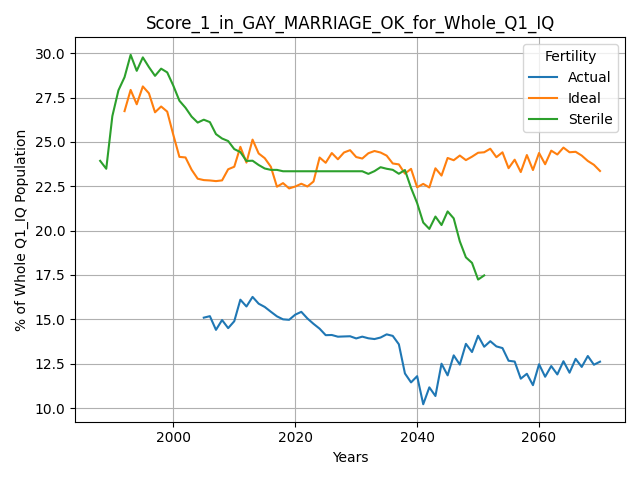 Score_1_in_GAY_MARRIAGE_OK_for_Whole_Q1_IQ
% of Whole Q1_IQ Population
30.0
27.5
25.0
22.5
20.0
17.5
15.0
12.5
10.0
Fertility
Actual
Ideal
Sterile
2000
2020
2040
2060
Years